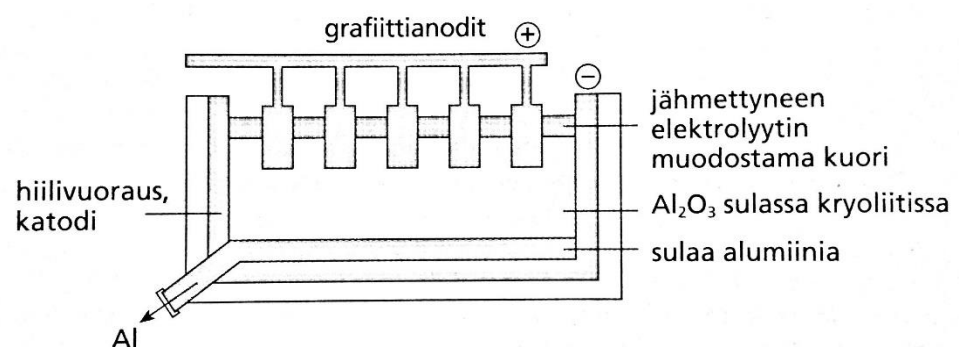 grafiittianodit
+
−
jähmettyneen
elektrolyytin
muodostama kuori
hiilivuoraus,
katodi
Al₂O₃ sulassa kryoliitissa
sulaa alumiinia
Al